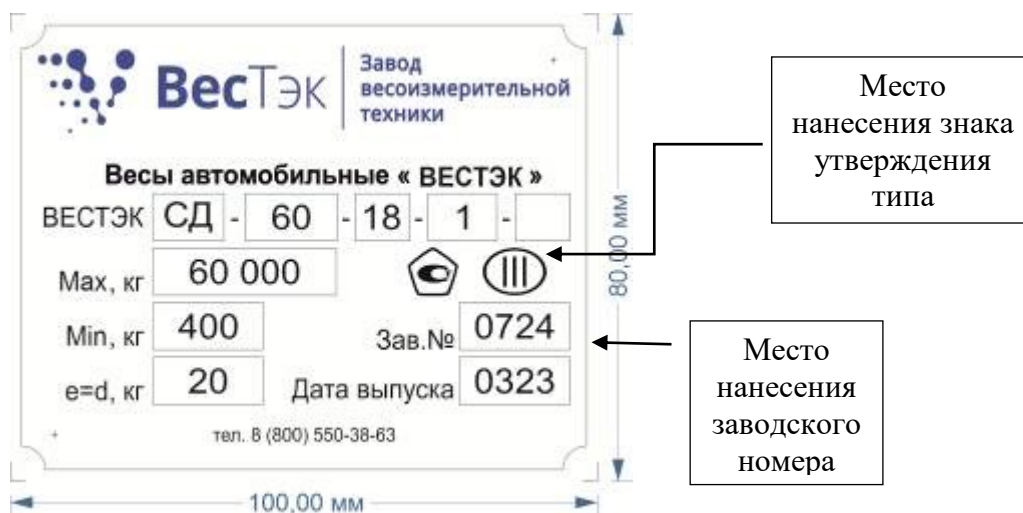 ВесТэк
Завод
весоизмерительной
техники
Весы автомобильные « ВЕСТЭК »
ВЕСТЭК СД - 60 - 18 - 1 -
Max, кг 60 000
III
Min, кг 400 Зав.№ 0724
e=d, кг 20 Дата выпуска 0323
тел. 8 (800) 550-38-63
100,00 мм
80,00 мм
Место
нанесения знака
утверждения
типа
Место
нанесения
заводского
номера